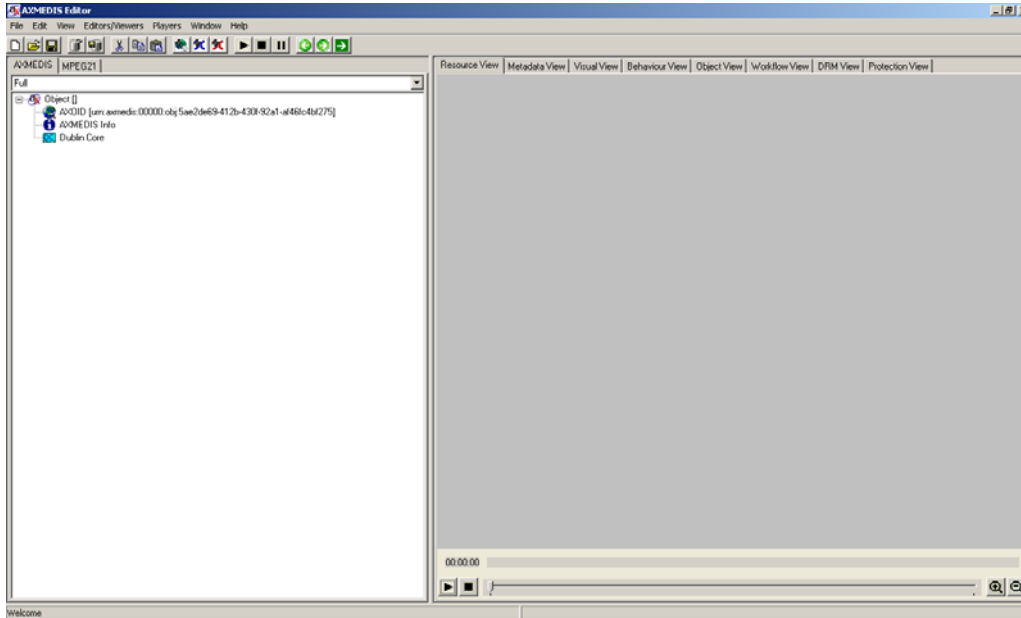 AXMEDIS Editor
File Edit View Editors/Viewers Players Window Help
AXMEDIS MPEG21
Resource View Metadata View Visual View Behaviour View Object View Workflow View DRM View Protection View
Full
Object []
AXOID [urn:axmedis:00000:obj:5ae2de69-412b-430f-92a1-af46fc4bf275]
AXMEDIS Info
Dublin Core
00:00:00
Welcome